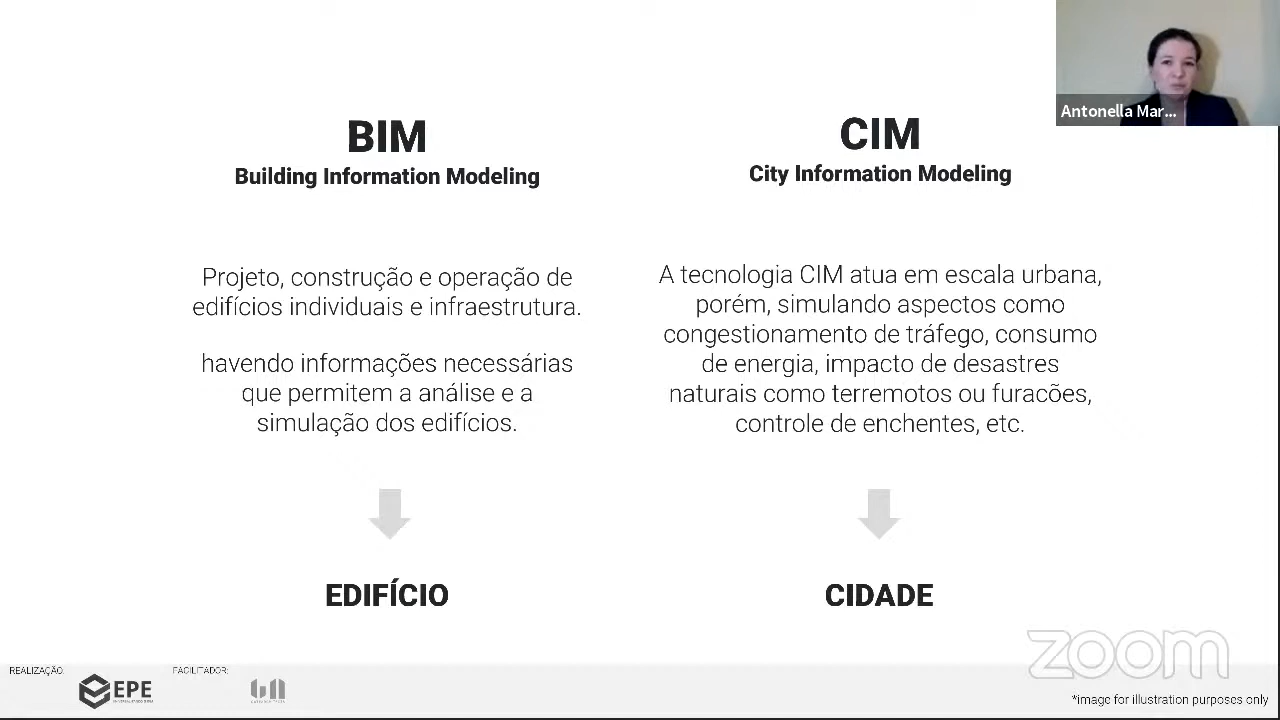 Antonella Mar...
BIM
Building Information Modeling
Projeto, construção e operação de
edifícios individuais e infraestrutura.
havendo informações necessárias
que permitem a análise e a
simulação dos edifícios.
EDIFÍCIO
CIM
City Information Modeling
A tecnologia CIM atua em escala urbana,
porém, simulando aspectos como
congestionamento de tráfego, consumo
de energia, impacto de desastres
naturais como terremotos ou furacões,
controle de enchentes, etc.
CIDADE
zoom
REALIZAÇÃO
EPE
FACILITADOR:
*image for illustration purposes only